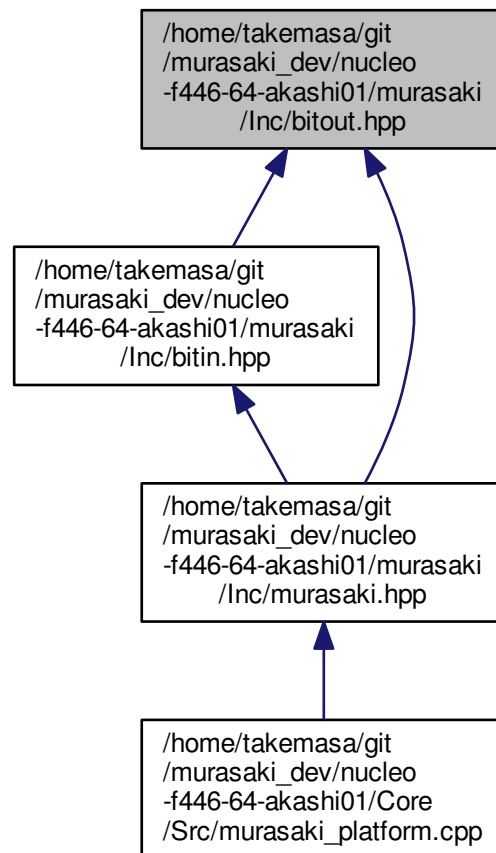 /home/takemasa/git
/murasaki_dev/nucleo
-f446-64-akashi01/murasaki
/Inc/bitout.hpp
/home/takemasa/git
/murasaki_dev/nucleo
-f446-64-akashi01/murasaki
/Inc/bitin.hpp
/home/takemasa/git
/murasaki_dev/nucleo
-f446-64-akashi01/murasaki
/Inc/murasaki.hpp
/home/takemasa/git
/murasaki_dev/nucleo
-f446-64-akashi01/Core
/Src/murasaki_platform.cpp